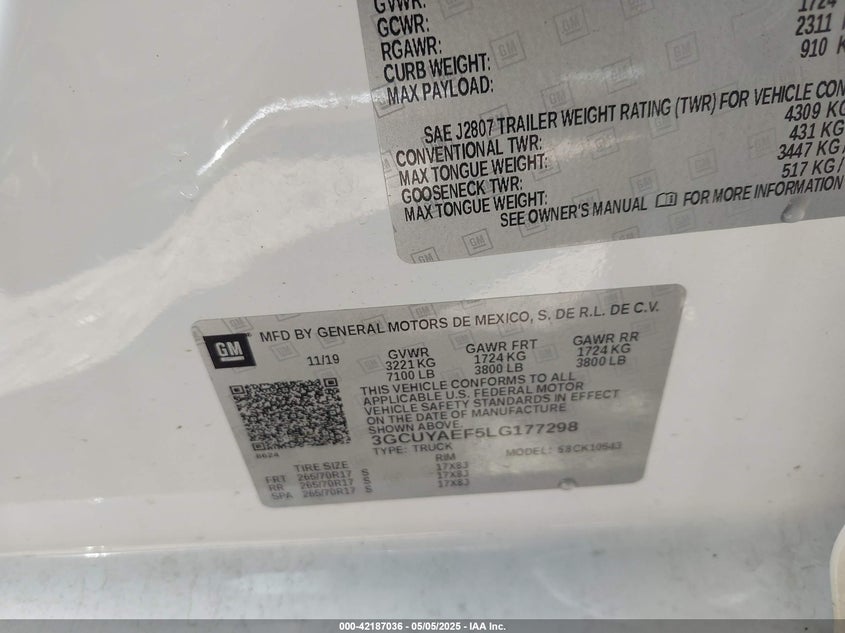 GVWR: 1724
GCWR: 2311
RGAWR: 910 K
CURB WEIGHT:
MAX PAYLOAD:
SAE J2807 TRAILER WEIGHT RATING (TWR) FOR VEHICLE CON
CONVENTIONAL TWR: 4309 KG
MAX TONGUE WEIGHT: 431 KG
GOOSENECK TWR: 3447 KG/
MAX TONGUE WEIGHT: 517 KG/
SEE OWNER'S MANUAL FOR MORE INFORMATION
GM MFD BY GENERAL MOTORS DE MEXICO, S. DE R.L. DE C.V.
11/19 GVWR GAWR FRT GAWR RR
3221 KG 1724 KG 1724 KG
7100 LB 3800 LB 3800 LB
THIS VEHICLE CONFORMS TO ALL
APPLICABLE U.S. FEDERAL MOTOR
VEHICLE SAFETY STANDARDS IN EFFECT
ON THE DATE OF MANUFACTURE
SHOWN ABOVE.
3GCUYAEF5LG177298
TYPE: TRUCK MODEL: 53CK10543
8624
TIRE SIZE RIM
FRT 265/70R17 S 17X8J
RR 265/70R17 S 17X8J
SPA 265/70R17 S 17X8J
000-42187036 - 05/05/2025 - IAA Inc.